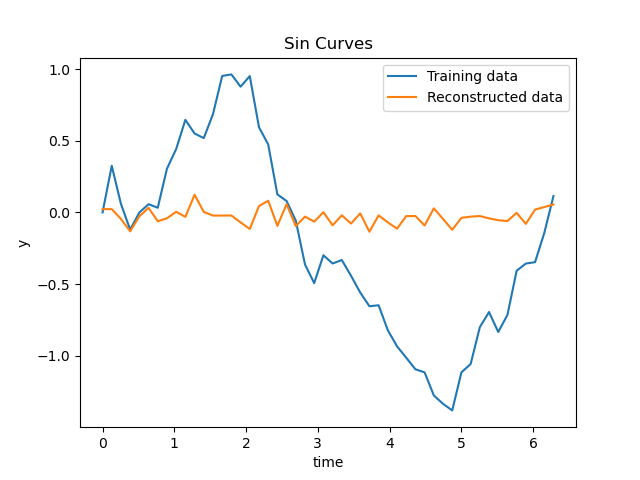 Sin Curves
Training data
Reconstructed data
1.0
0.5
0.0
−0.5
−1.0
y
0 1 2 3 4 5 6
time